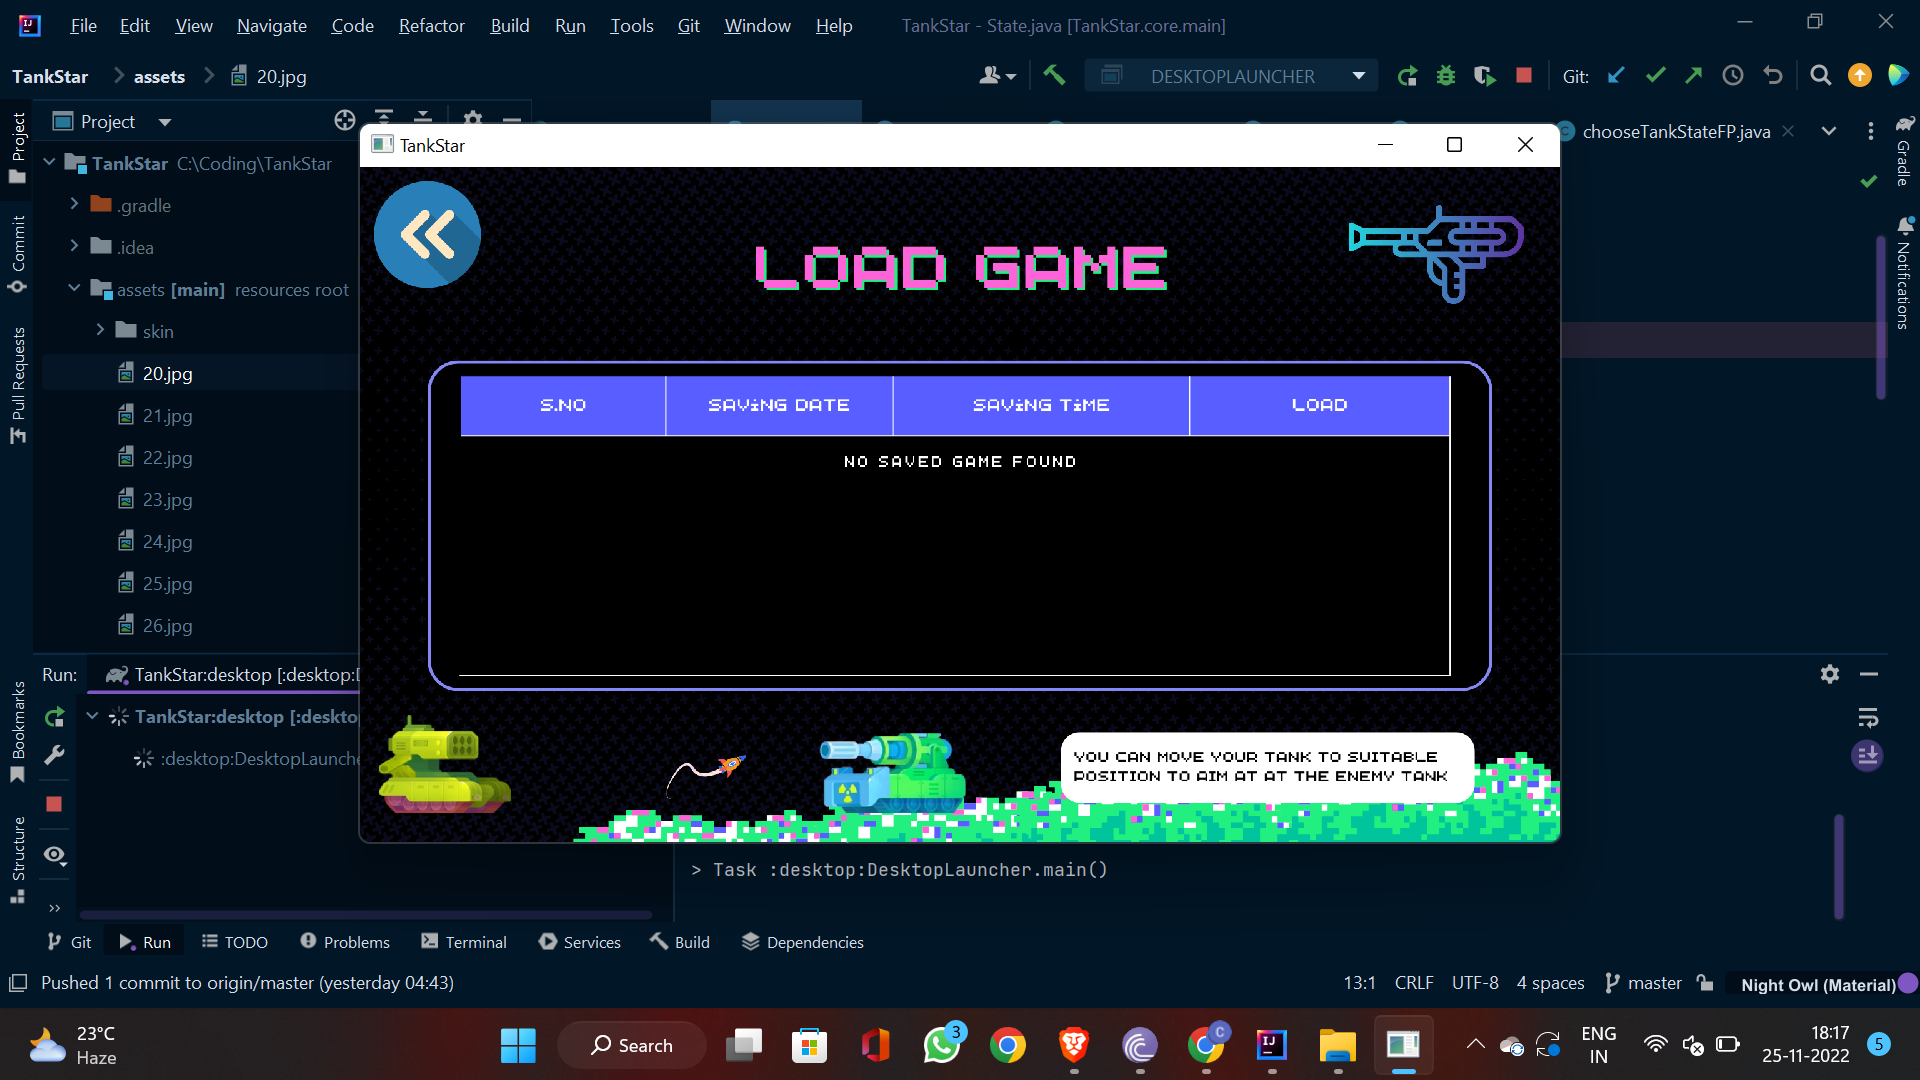 File Edit View Navigate Code Refactor Build Run Tools Git Window Help TankStar - State.java [TankStar.core.main]
TankStar assets 20.jpg DESKTOPLAUNCHER Git:
Project
chooseTankStateFP.java
TankStar
TankStar C:\Coding\TankStar
.gradle
.idea
assets [main] resources root
skin
20.jpg
21.jpg
22.jpg
23.jpg
24.jpg
25.jpg
26.jpg
Project
Commit
Pull Requests
Bookmarks
Structure
Gradle
Notifications
LOAD GAME
S.NO SAVING DATE SAVING TIME LOAD
NO SAVED GAME FOUND
YOU CAN MOVE YOUR TANK TO SUITABLE
POSITION TO AIM AT AT THE ENEMY TANK
Run: TankStar:desktop [:desktop:
TankStar:desktop [:deskto
:desktop:DesktopLaunche
> Task :desktop:DesktopLauncher.main()
Git Run TODO Problems Terminal Services Build Dependencies
Pushed 1 commit to origin/master (yesterday 04:43) 13:1 CRLF UTF-8 4 spaces master Night Owl (Material)
23°C
Haze
Search
3
C
IJ
ENG
IN
18:17
25-11-2022
5